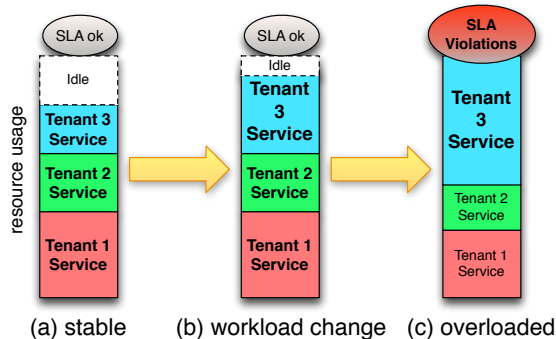 SLA ok
Idle
Tenant 3
Service
Tenant 2
Service
Tenant 1
Service
resource usage
(a) stable
SLA ok
Idle
Tenant
3
Service
Tenant 2
Service
Tenant 1
Service
(b) workload change
SLA
Violations
Tenant
3
Service
Tenant 2
Service
Tenant 1
Service
(c) overloaded